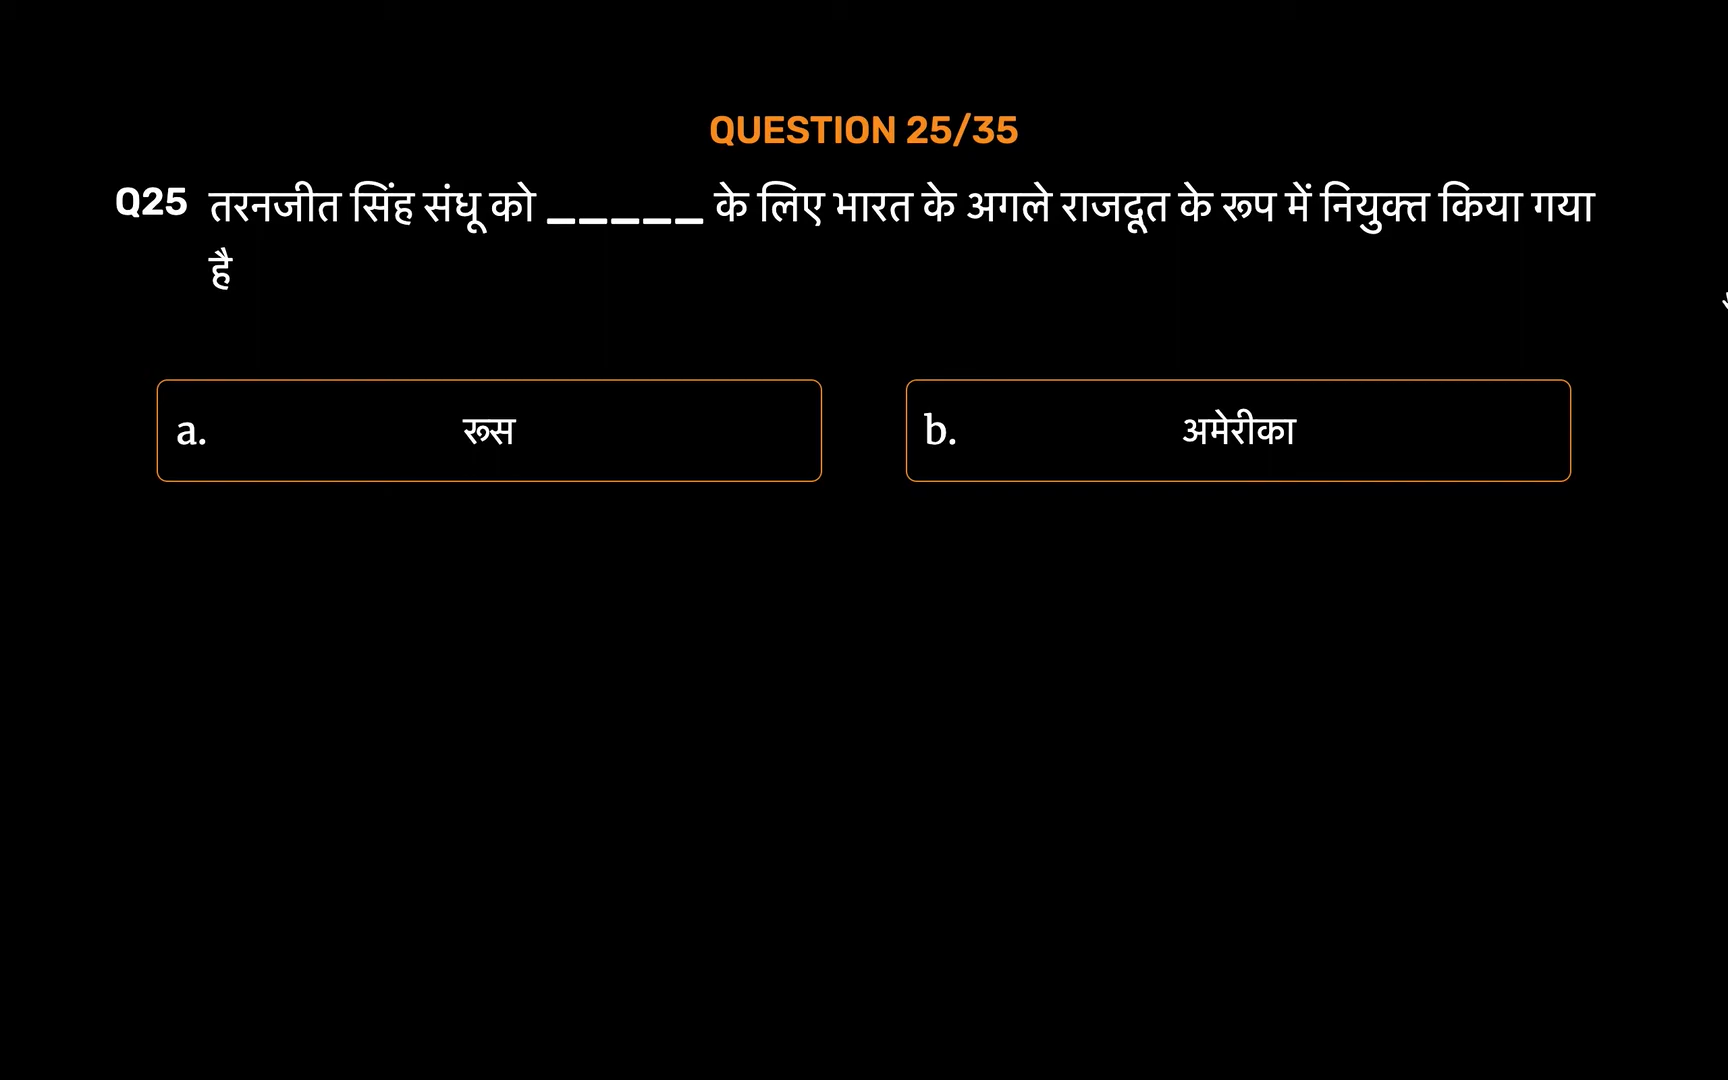 QUESTION 25/35
Q25 तरनजीत सिंह संधू को _____ के लिए भारत के अगले राजदूत के रूप में नियुक्त किया गया
है
a. रूस
b. अमेरीका